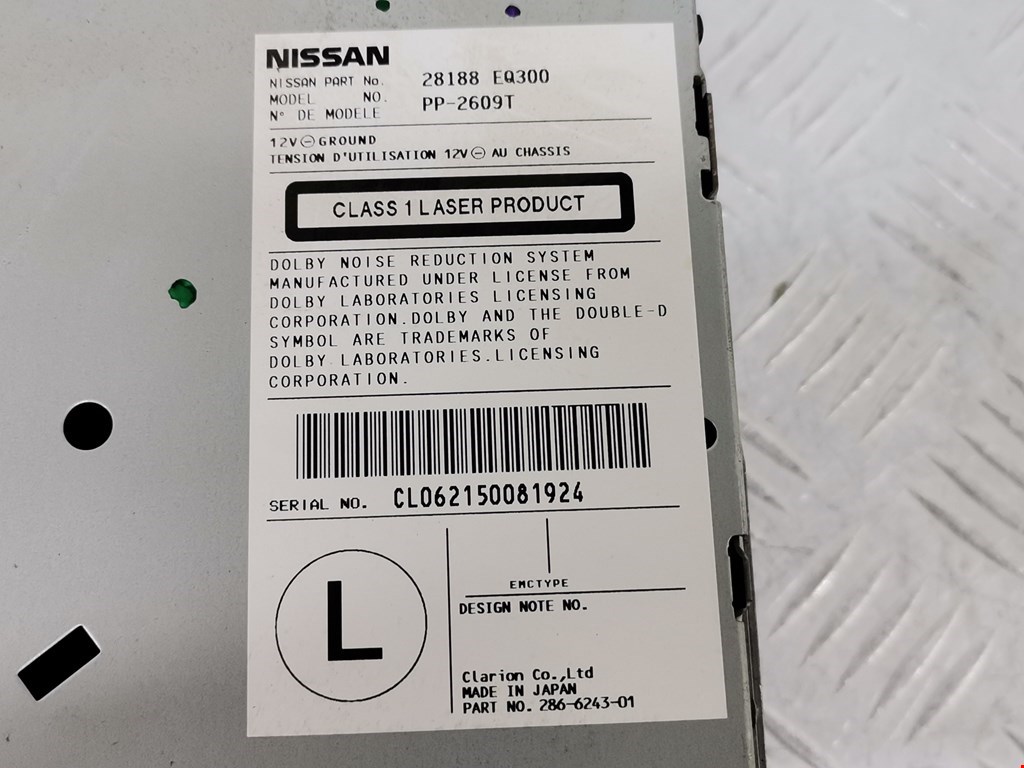 NISSAN
NISSAN PART No. 28188 EQ300
MODEL NO. PP-2609T
N° DE MODELE
12V⊖GROUND
TENSION D'UTILISATION 12V⊖ AU CHASSIS
CLASS 1 LASER PRODUCT
DOLBY NOISE REDUCTION SYSTEM
MANUFACTURED UNDER LICENSE FROM
DOLBY LABORATORIES LICENSING
CORPORATION.DOLBY AND THE DOUBLE-D
SYMBOL ARE TRADEMARKS OF
DOLBY LABORATORIES.LICENSING
CORPORATION.
SERIAL NO. CL062150081924
L
EMCTYPE
DESIGN NOTE NO.
Clarion Co.,Ltd
MADE IN JAPAN
PART NO. 286-6243-01